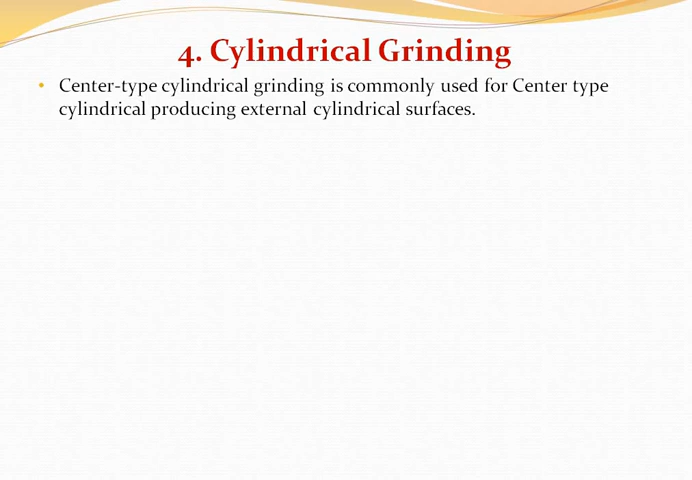 4. Cylindrical Grinding
• Center-type cylindrical grinding is commonly used for Center type
cylindrical producing external cylindrical surfaces.